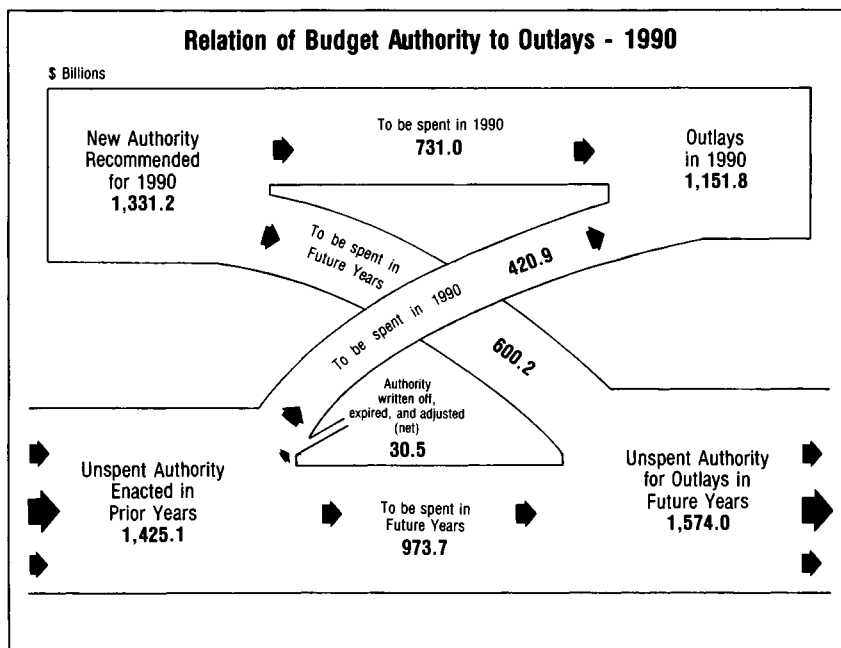 Relation of Budget Authority to Outlays - 1990
$ Billions
New Authority
Recommended
for 1990
1,331.2
To be spent in 1990
731.0
Outlays
in 1990
1,151.8
To be spent in
Future Years
To be spent in 1990
420.9
600.2
Authority
written off,
expired, and adjusted
(net)
30.5
Unspent Authority
Enacted in
Prior Years
1,425.1
To be spent in
Future Years
973.7
Unspent Authority
for Outlays in
Future Years
1,574.0